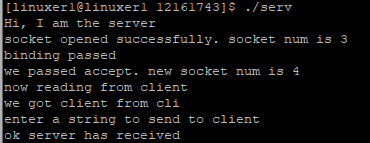 [linuxer1@linuxer1 12161743]$ ./serv
Hi, I am the server
socket opened successfully. socket num is 3
binding passed
we passed accept. new socket num is 4
now reading from client
we got client from cli
enter a string to send to client
ok server has received